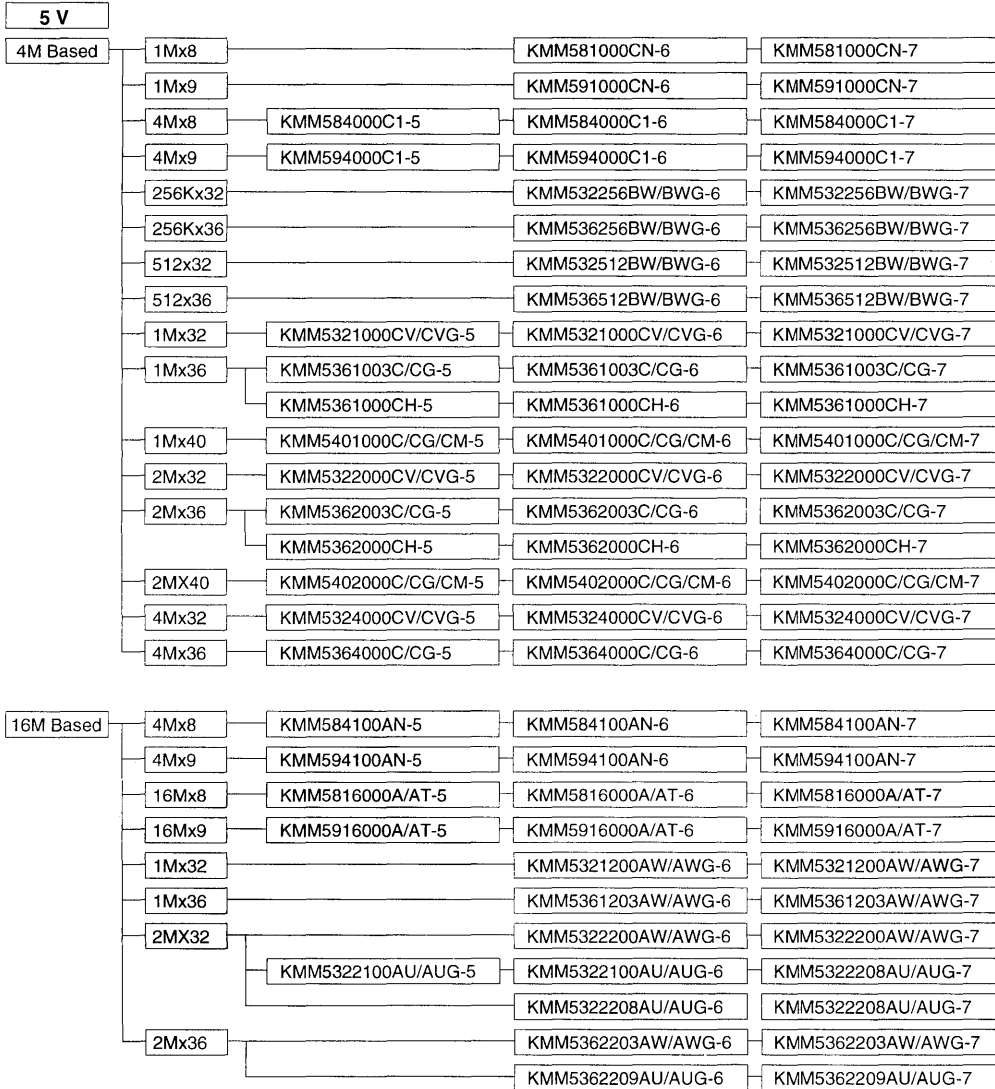 5 V
4M Based 1Mx8 KMM581000CN-6 KMM581000CN-7
1Mx9 KMM591000CN-6 KMM591000CN-7
4Mx8 KMM584000C1-5 KMM584000C1-6 KMM584000C1-7
4Mx9 KMM594000C1-5 KMM594000C1-6 KMM594000C1-7
256Kx32 KMM532256BW/BWG-6 KMM532256BW/BWG-7
256Kx36 KMM536256BW/BWG-6 KMM536256BW/BWG-7
512x32 KMM532512BW/BWG-6 KMM532512BW/BWG-7
512x36 KMM536512BW/BWG-6 KMM536512BW/BWG-7
1Mx32 KMM5321000CV/CVG-5 KMM5321000CV/CVG-6 KMM5321000CV/CVG-7
1Mx36 KMM5361003C/CG-5 KMM5361003C/CG-6 KMM5361003C/CG-7
KMM5361000CH-5 KMM5361000CH-6 KMM5361000CH-7
1Mx40 KMM5401000C/CG/CM-5 KMM5401000C/CG/CM-6 KMM5401000C/CG/CM-7
2Mx32 KMM5322000CV/CVG-5 KMM5322000CV/CVG-6 KMM5322000CV/CVG-7
2Mx36 KMM5362003C/CG-5 KMM5362003C/CG-6 KMM5362003C/CG-7
KMM5362000CH-5 KMM5362000CH-6 KMM5362000CH-7
2MX40 KMM5402000C/CG/CM-5 KMM5402000C/CG/CM-6 KMM5402000C/CG/CM-7
4Mx32 KMM5324000CV/CVG-5 KMM5324000CV/CVG-6 KMM5324000CV/CVG-7
4Mx36 KMM5364000C/CG-5 KMM5364000C/CG-6 KMM5364000C/CG-7
16M Based 4Mx8 KMM584100AN-5 KMM584100AN-6 KMM584100AN-7
4Mx9 KMM594100AN-5 KMM594100AN-6 KMM594100AN-7
16Mx8 KMM5816000A/AT-5 KMM5816000A/AT-6 KMM5816000A/AT-7
16Mx9 KMM5916000A/AT-5 KMM5916000A/AT-6 KMM5916000A/AT-7
1Mx32 KMM5321200AW/AWG-6 KMM5321200AW/AWG-7
1Mx36 KMM5361203AW/AWG-6 KMM5361203AW/AWG-7
2MX32 KMM5322200AW/AWG-6 KMM5322200AW/AWG-7
KMM5322100AU/AUG-5 KMM5322100AU/AUG-6 KMM5322208AU/AUG-7
KMM5322208AU/AUG-6 KMM5322208AU/AUG-7
2Mx36 KMM5362203AW/AWG-6 KMM5362203AW/AWG-7
KMM5362209AU/AUG-6 KMM5362209AU/AUG-7